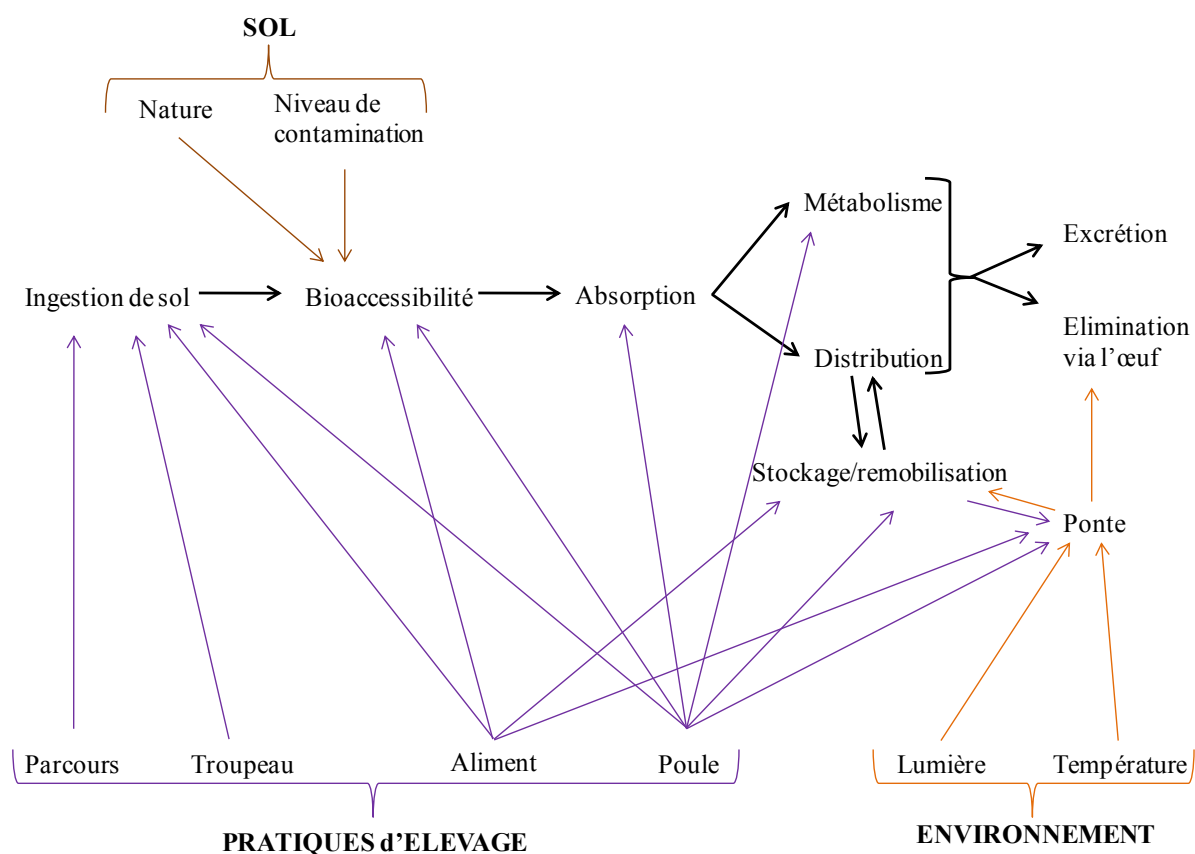 SOL
Nature
Niveau de
contamination
Métabolisme
Excrétion
Ingestion de sol
Bioaccessibilité
Absorption
Elimination
via l'œuf
Distribution
Stockage/remobilisation
Ponte
Parcours
Troupeau
Aliment
Poule
Lumière
Température
PRATIQUES d'ELEVAGE
ENVIRONNEMENT